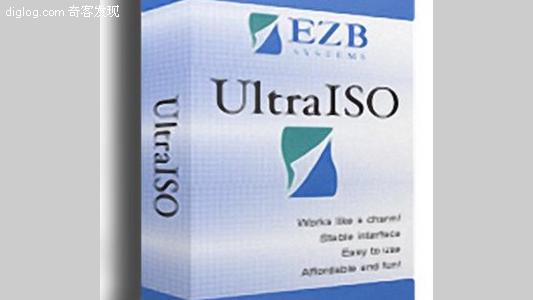 diglog.com 奇客发现
EZB
SYSTEMS
UltraISO
UltraISO
Works like a charm!
Stable interface
Easy to use
Affordable and fun!